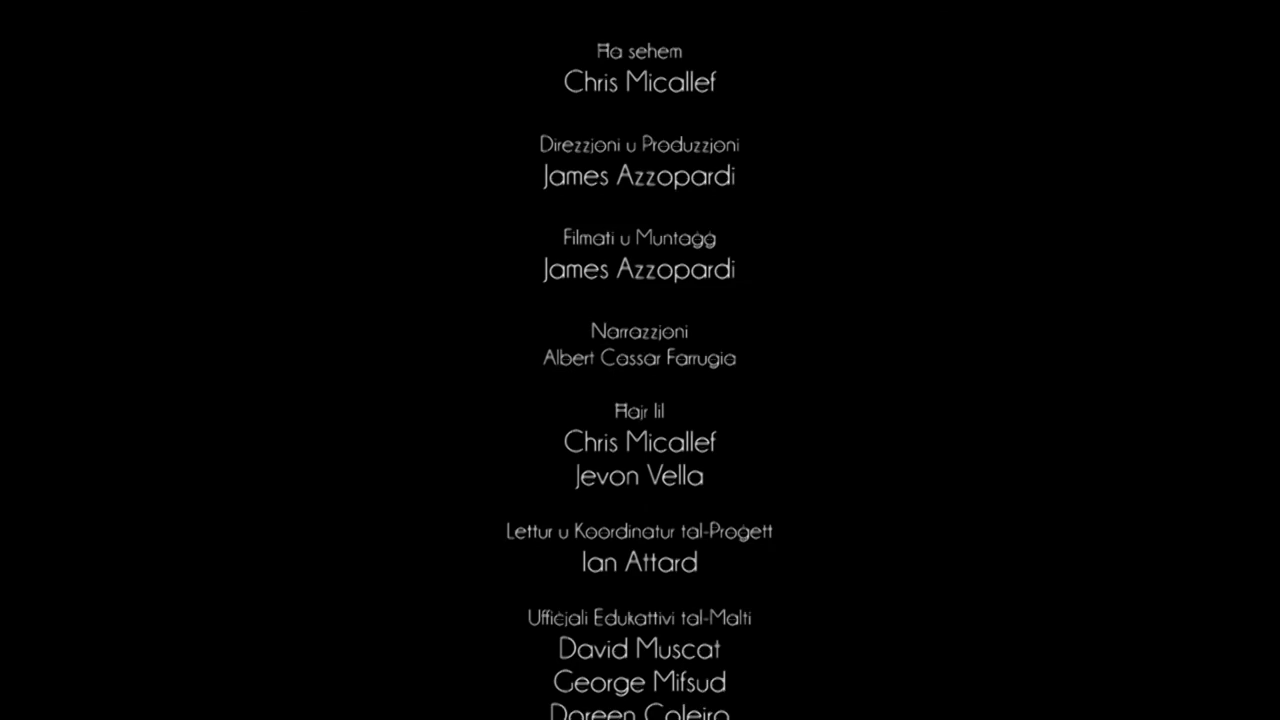 Ħa sehem
Chris Micallef
Direzzjoni u Produzzjoni
James Azzopardi
Filmati u Muntaġġ
James Azzopardi
Narrazzjoni
Albert Cassar Farrugia
Ħajr lil
Chris Micallef
Jevon Vella
Lettur u Koordinatur tal-Proġett
Ian Attard
Uffiċjali Edukattivi tal-Malti
David Muscat
George Mifsud
Doreen Coleiro